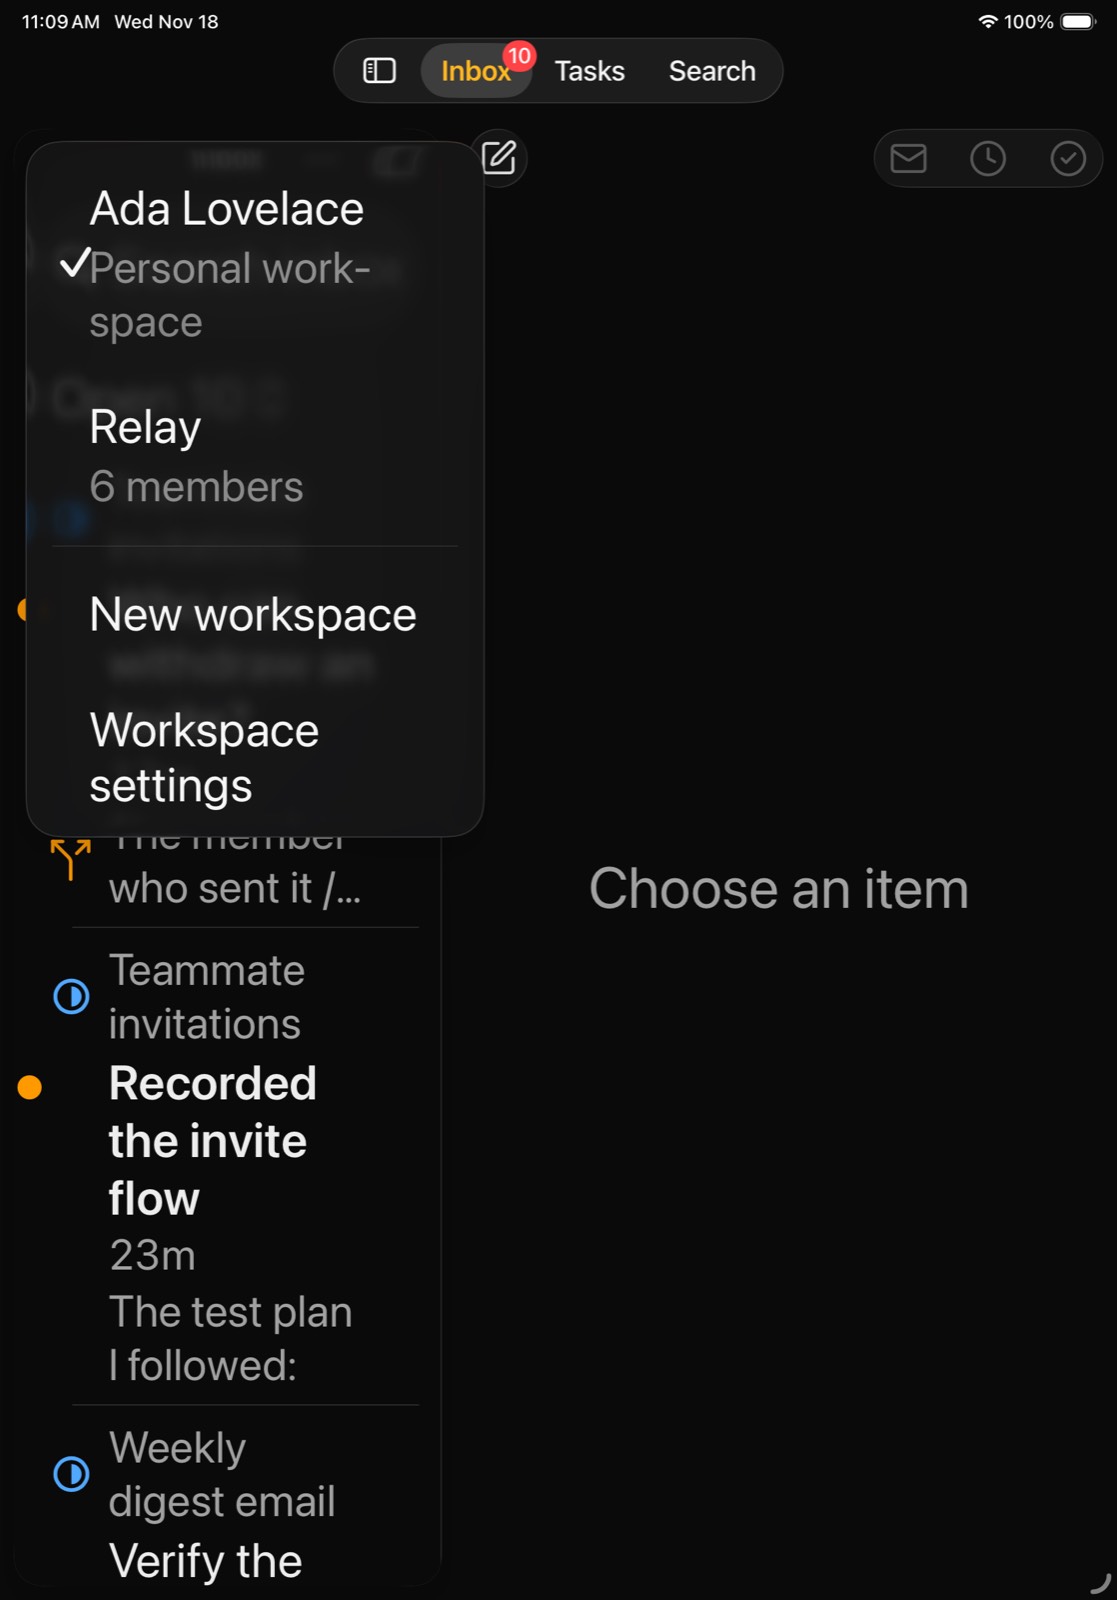 11:09 AM Wed Nov 18
100%
Inbox 10 Tasks Search
Ada Lovelace
Personal work-
space
Relay
6 members
New workspace
Workspace
settings
The member
who sent it /...
Teammate
invitations
Recorded
the invite
flow
23m
The test plan
I followed:
Weekly
digest email
Verify the
Choose an item